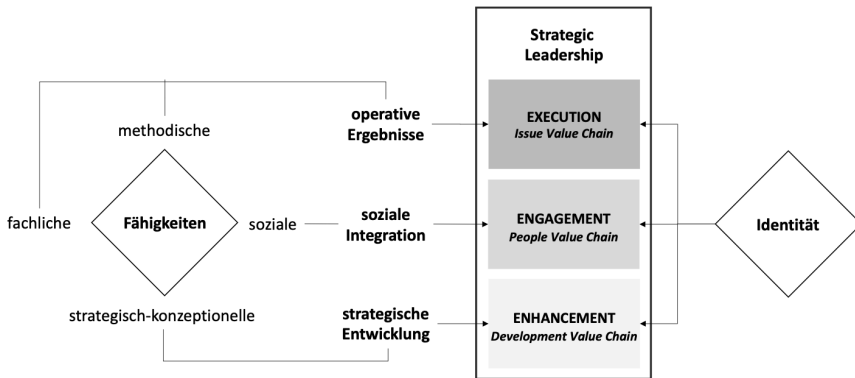 Strategic
Leadership
operative
Ergebnisse
EXECUTION
Issue Value Chain
methodische
fachliche
Fähigkeiten
soziale
soziale
Integration
ENGAGEMENT
People Value Chain
Identität
strategisch-konzeptionelle
strategische
Entwicklung
ENHANCEMENT
Development Value Chain